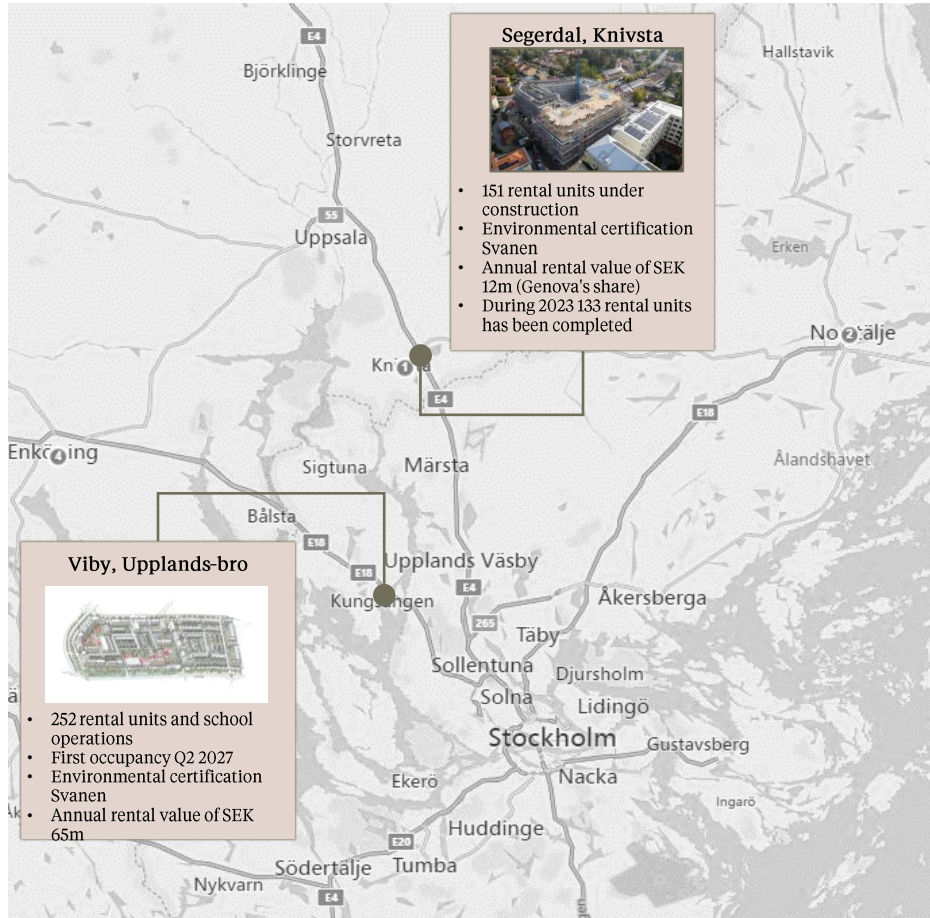 Segerdal, Knivsta
• 151 rental units under
construction
• Environmental certification
Svanen
• Annual rental value of SEK
12m (Genova's share)
• During 2023 133 rental units
has been completed
Viby, Upplands-bro
• 252 rental units and school
operations
• First occupancy Q2 2027
• Environmental certification
Svanen
• Annual rental value of SEK
65m
E4
Björklinge
Hallstavik
Storvreta
55
Uppsala
Erken
2
1
E4
E18
4
Sigtuna
Märsta
Ålandshavet
Bålsta
E18
E18
Upplands Väsby
E4
Åkersberga
265
Täby
Sollentuna
Djursholm
Solna
Lidingö
Stockholm
Gustavsberg
Ekerö
Nacka
Ingarö
Huddinge
E20
Södertälje
Tumba
Nykvarn
E4